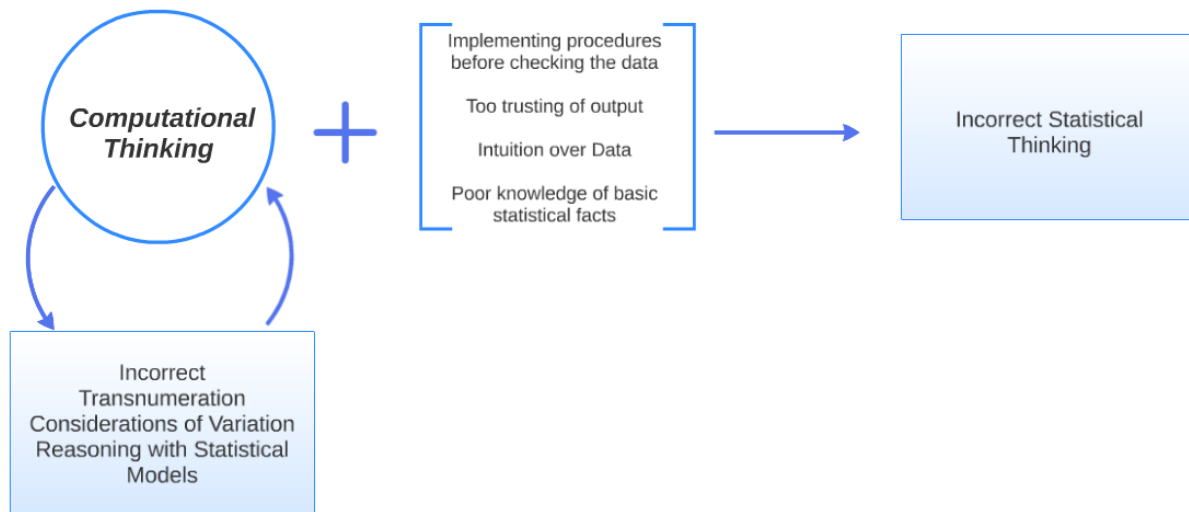 Computational
Thinking
Implementing procedures
before checking the data
Too trusting of output
Intuition over Data
Poor knowledge of basic
statistical facts
Incorrect Statistical
Thinking
Incorrect
Transnumeration
Considerations of Variation
Reasoning with Statistical
Models